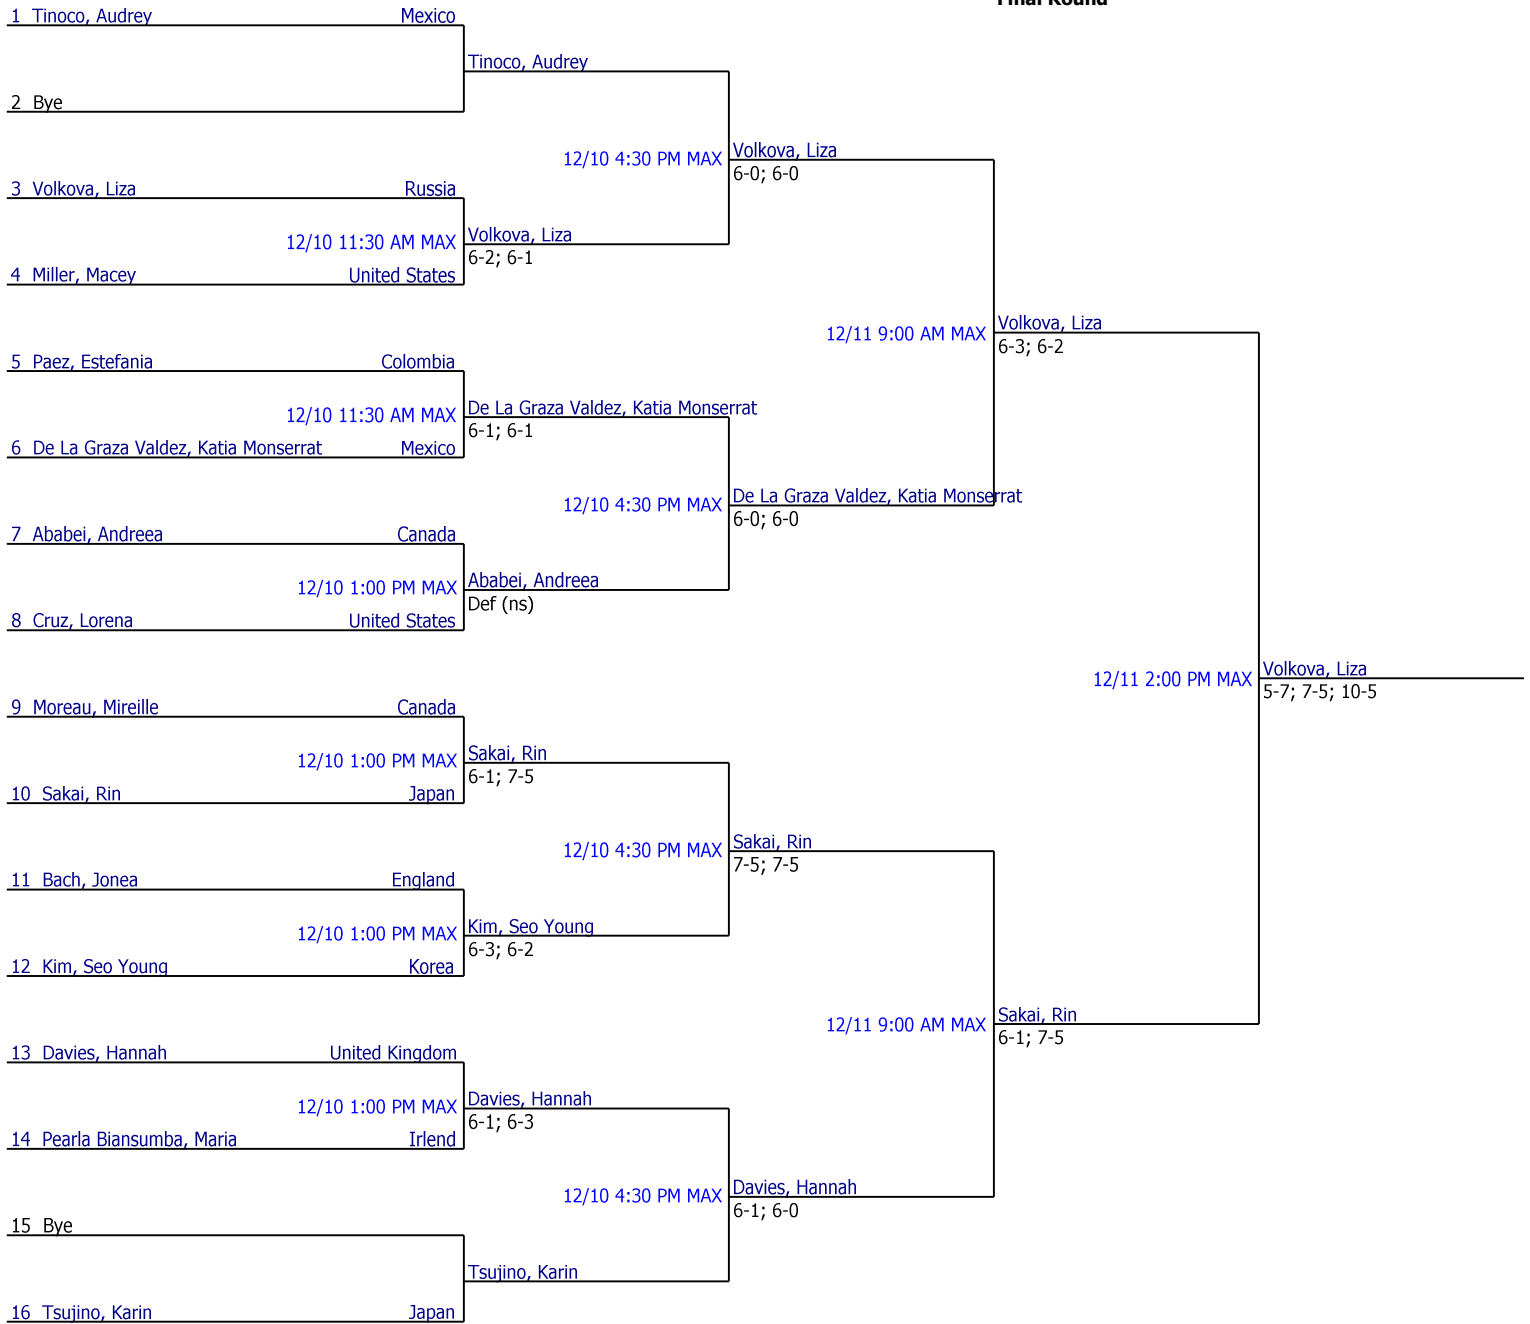 Final Round
1 Tinoco, Audrey Mexico
Tinoco, Audrey
2 Bye
12/10 4:30 PM MAX Volkova, Liza
6-0; 6-0
3 Volkova, Liza Russia
12/10 11:30 AM MAX Volkova, Liza
6-2; 6-1
4 Miller, Macey United States
12/11 9:00 AM MAX Volkova, Liza
6-3; 6-2
5 Paez, Estefania Colombia
12/10 11:30 AM MAX De La Graza Valdez, Katia Monserrat
6-1; 6-1
6 De La Graza Valdez, Katia Monserrat Mexico
12/10 4:30 PM MAX De La Graza Valdez, Katia Monserrat
6-0; 6-0
7 Ababei, Andreea Canada
12/10 1:00 PM MAX Ababei, Andreea
Def (ns)
8 Cruz, Lorena United States
12/11 2:00 PM MAX Volkova, Liza
5-7; 7-5; 10-5
9 Moreau, Mireille Canada
12/10 1:00 PM MAX Sakai, Rin
6-1; 7-5
10 Sakai, Rin Japan
12/10 4:30 PM MAX Sakai, Rin
7-5; 7-5
11 Bach, Jonea England
12/10 1:00 PM MAX Kim, Seo Young
6-3; 6-2
12 Kim, Seo Young Korea
12/11 9:00 AM MAX Sakai, Rin
6-1; 7-5
13 Davies, Hannah United Kingdom
12/10 1:00 PM MAX Davies, Hannah
6-1; 6-3
14 Pearla Biansumba, Maria Irlend
12/10 4:30 PM MAX Davies, Hannah
6-1; 6-0
15 Bye
Tsujino, Karin
16 Tsujino, Karin Japan